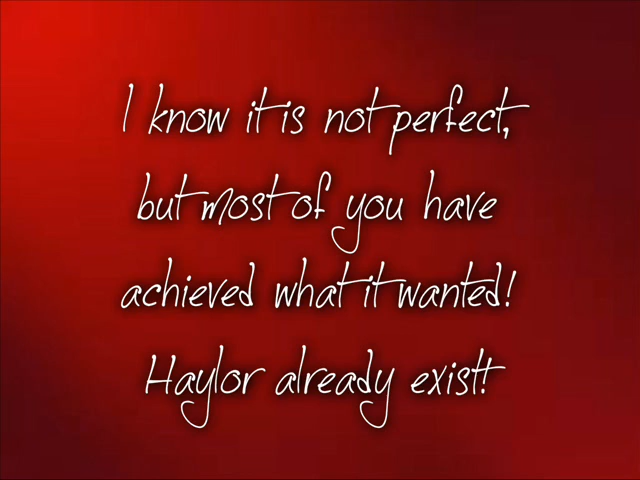 I know it is not perfect,
but most of you have
achieved what it wanted!
Haylor already exist!